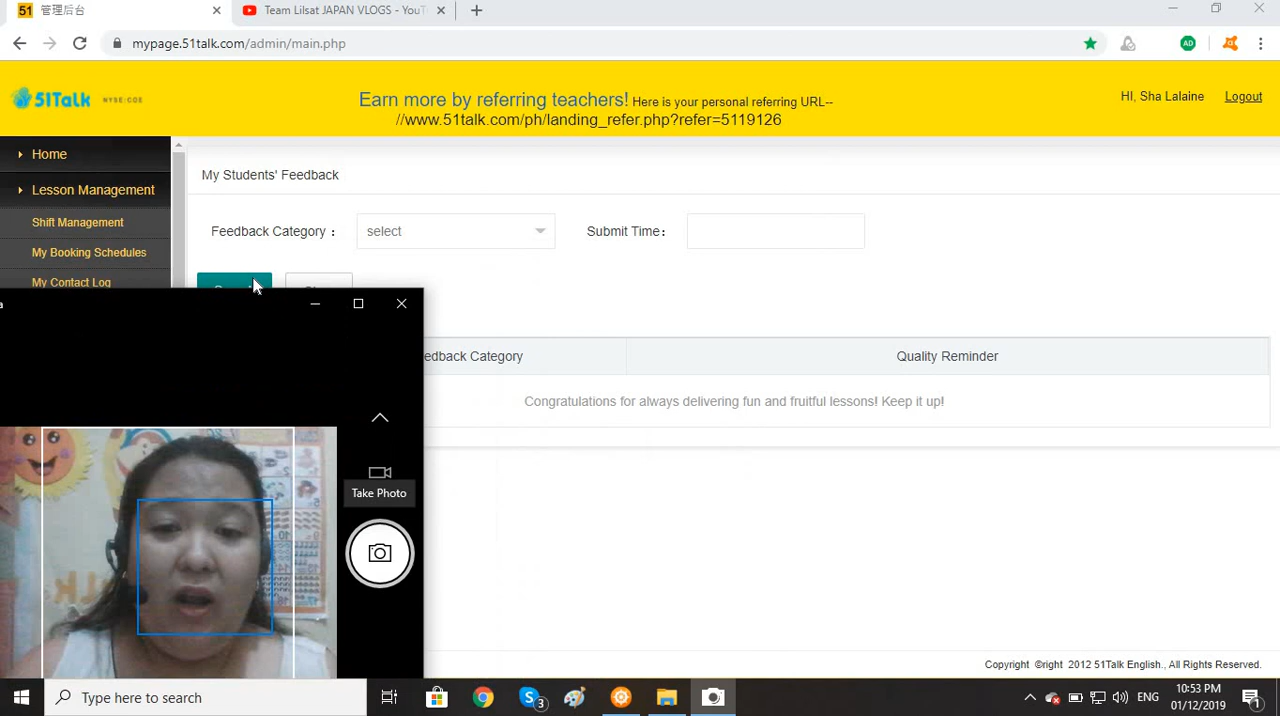 51 管理后台
Team Lilsat JAPAN VLOGS - YouT
mypage.51talk.com/admin/main.php
AD
51Talk NYSE:COE
Earn more by referring teachers! Here is your personal referring URL--
//www.51talk.com/ph/landing_refer.php?refer=5119126
HI, Sha Lalaine Logout
Home
Lesson Management
Shift Management
My Booking Schedules
My Contact Log
My Students' Feedback
Feedback Category：
select
Submit Time：
edback Category
Quality Reminder
Congratulations for always delivering fun and fruitful lessons! Keep it up!
Take Photo
Copyright ©right 2012 51Talk English., All Rights Reserved.
Type here to search
3
ENG
10:53 PM
01/12/2019
1